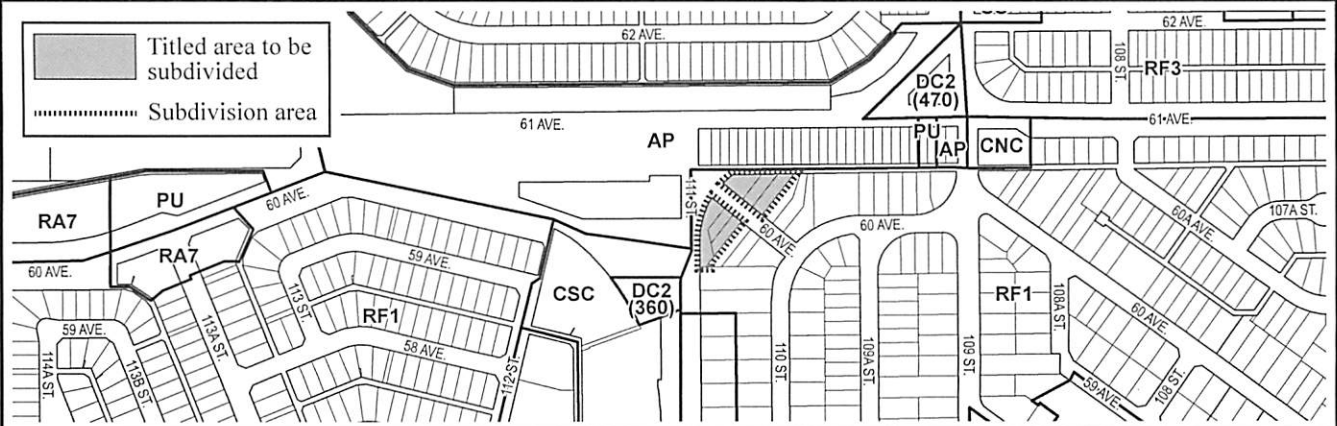 Titled area to be
subdivided
Subdivision area
62 AVE.
62 AVE.
108 ST.
RF3
DC2
(470)
61 AVE.
61 AVE.
AP
PU
AP
CNC
111 ST.
PU
RA7
60 AVE.
RA7
60 AVE.
59 AVE.
113 ST.
RF1
58 AVE.
112 ST.
CSC
DC2
(360)
60 AVE.
60 AVE.
60A AVE.
107A ST.
RF1
108A ST.
60 AVE.
110 ST.
109A ST.
109 ST.
59 AVE.
108 ST.
59 AVE.
114A ST.
113B ST.
113A ST.